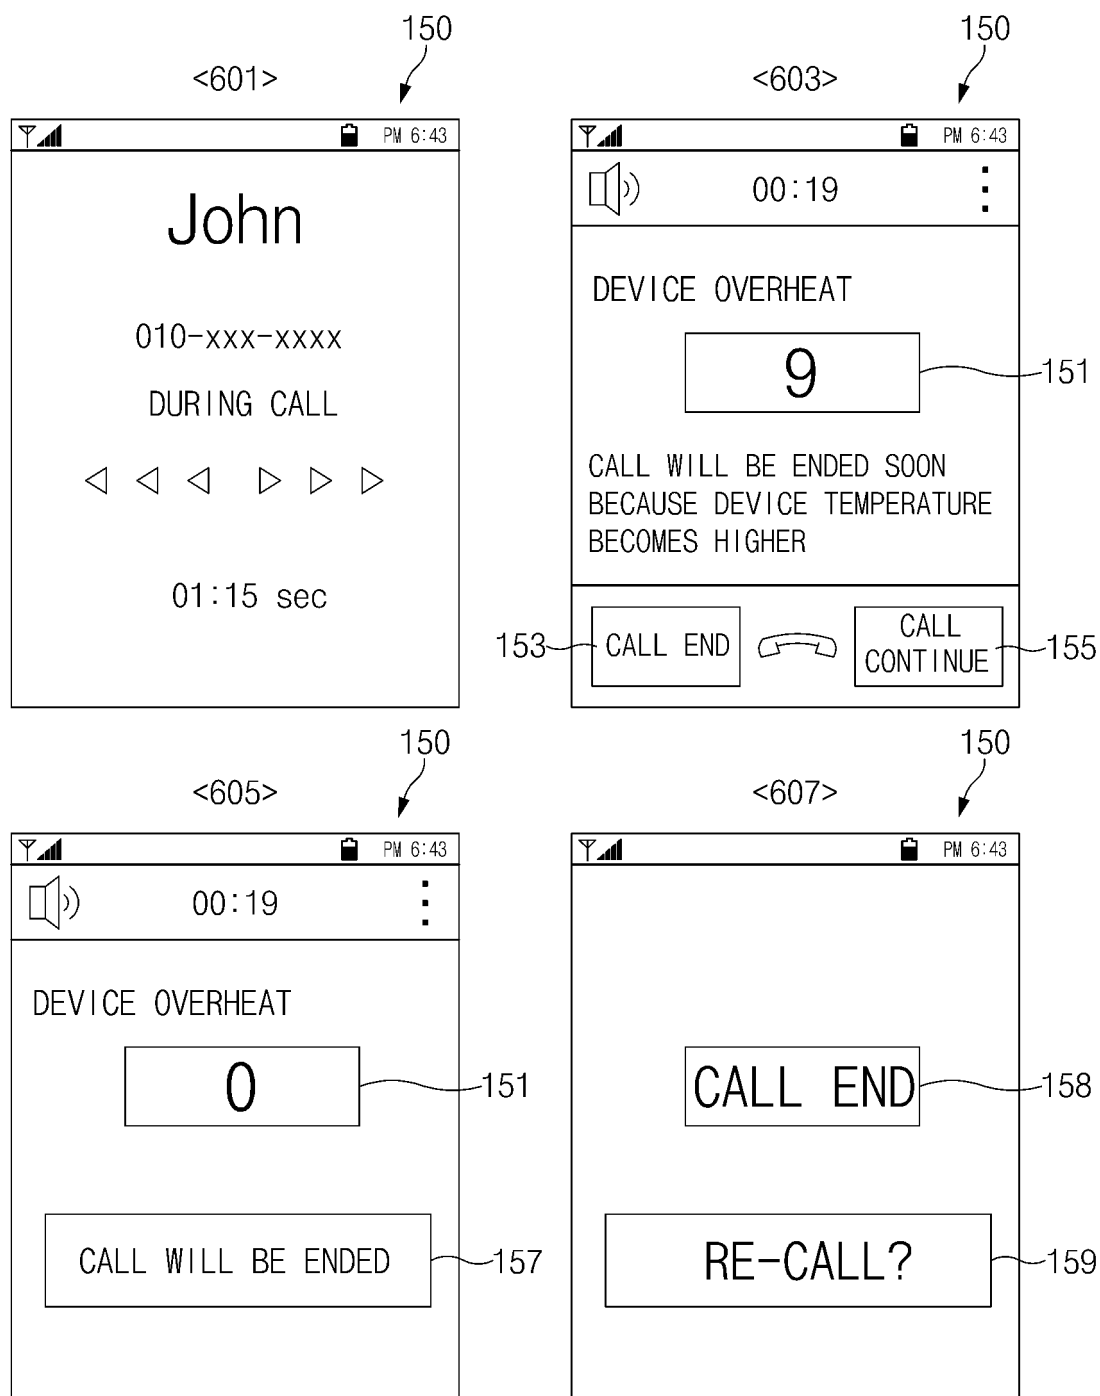 150
<601>
PM 6:43
John
010-xxx-xxxx
DURING CALL
01:15 sec
150
<603>
PM 6:43
00:19
DEVICE OVERHEAT
9
151
CALL WILL BE ENDED SOON
BECAUSE DEVICE TEMPERATURE
BECOMES HIGHER
153
CALL END
CALL
CONTINUE
155
150
<605>
PM 6:43
00:19
DEVICE OVERHEAT
0
151
CALL WILL BE ENDED
157
150
<607>
PM 6:43
CALL END
158
RE-CALL?
159